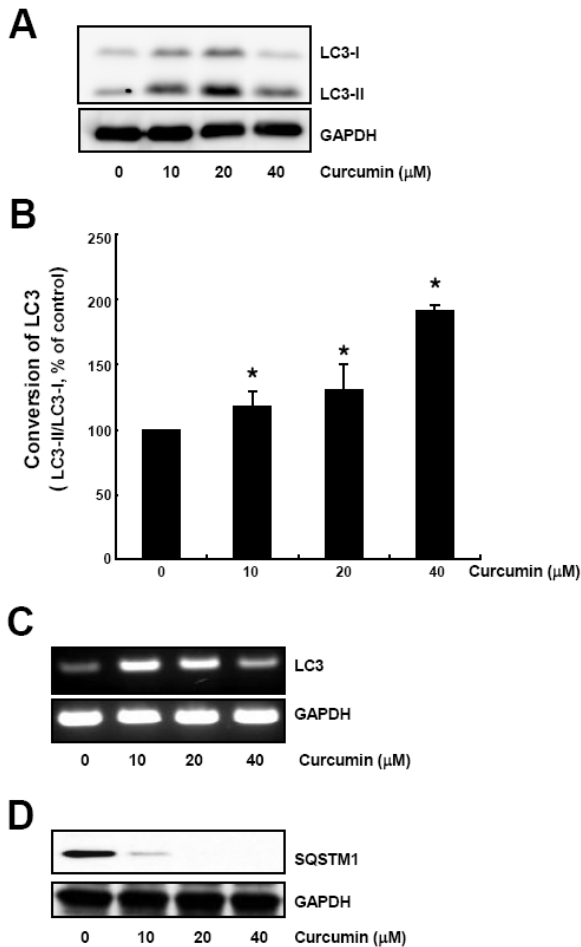 A
LC3-I
LC3-II
GAPDH
0 10 20 40 Curcumin (μM)
B
Conversion of LC3
( LC3-II/LC3-I, % of control)
250
200
150
100
50
0
*
*
*
0 10 20 40 Curcumin (μM)
C
LC3
GAPDH
0 10 20 40 Curcumin (μM)
D
SQSTM1
GAPDH
0 10 20 40 Curcumin (μM)